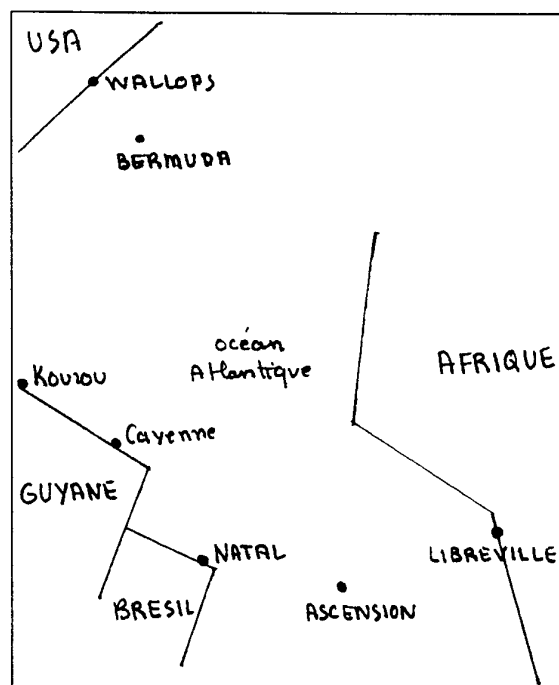 USA
WALLOPS
BERMUDA
océan
Atlantique
AFRIQUE
Kourou
Cayenne
GUYANE
NATAL
LIBREVILLE
BRESIL
ASCENSION